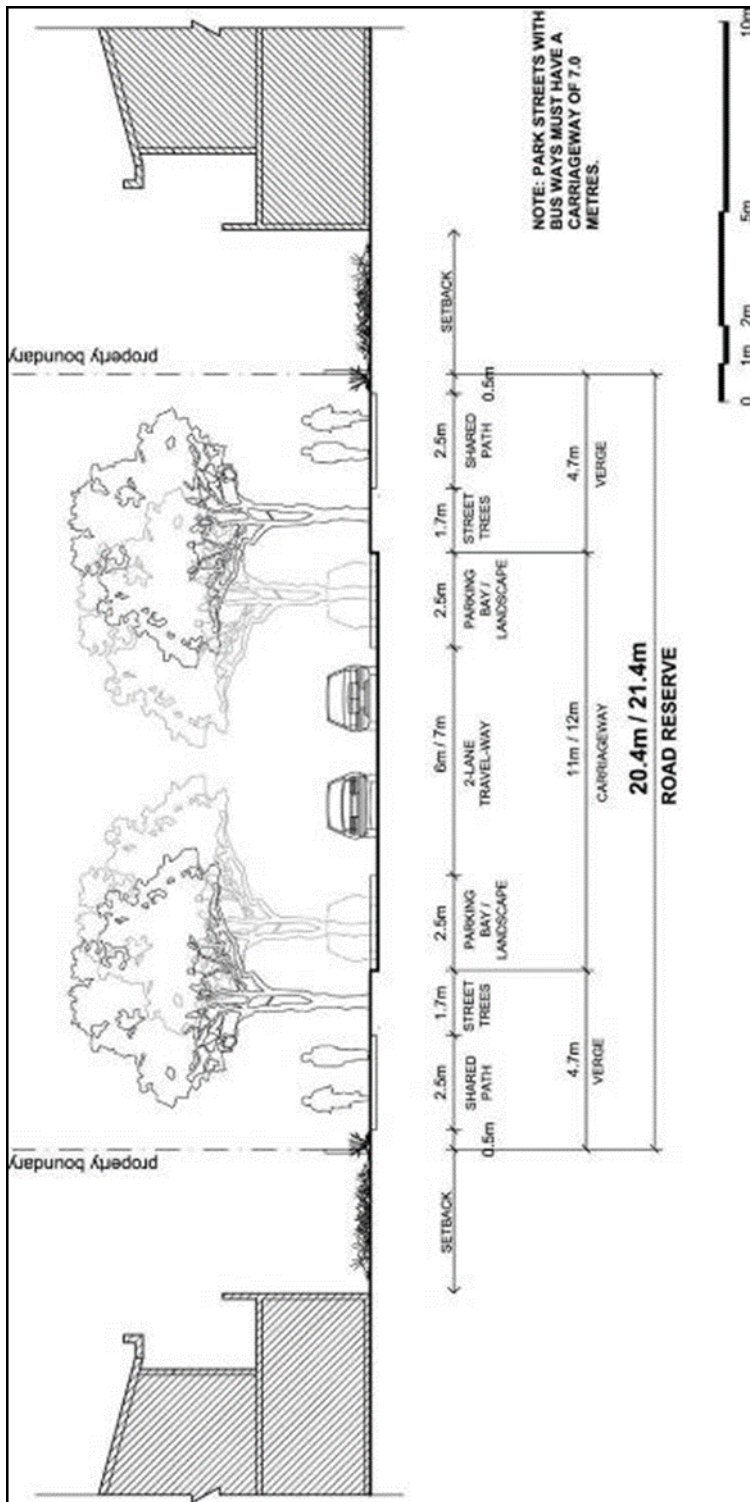 property boundary
property boundary
SETBACK
0.5m
2.5m
SHARED
PATH
1.7m
STREET
TREES
2.5m
PARKING
BAY /
LANDSCAPE
6m / 7m
2-LANE
TRAVEL-WAY
2.5m
PARKING
BAY /
LANDSCAPE
1.7m
STREET
TREES
2.5m
SHARED
PATH
0.5m
SETBACK
4.7m
VERGE
11m / 12m
CARRIAGEWAY
4.7m
VERGE
20.4m / 21.4m
ROAD RESERVE
NOTE: PARK STREETS WITH
BUS WAYS MUST HAVE A
CARRIAGEWAY OF 7.0
METRES.
0 1m 2m 5m 10m